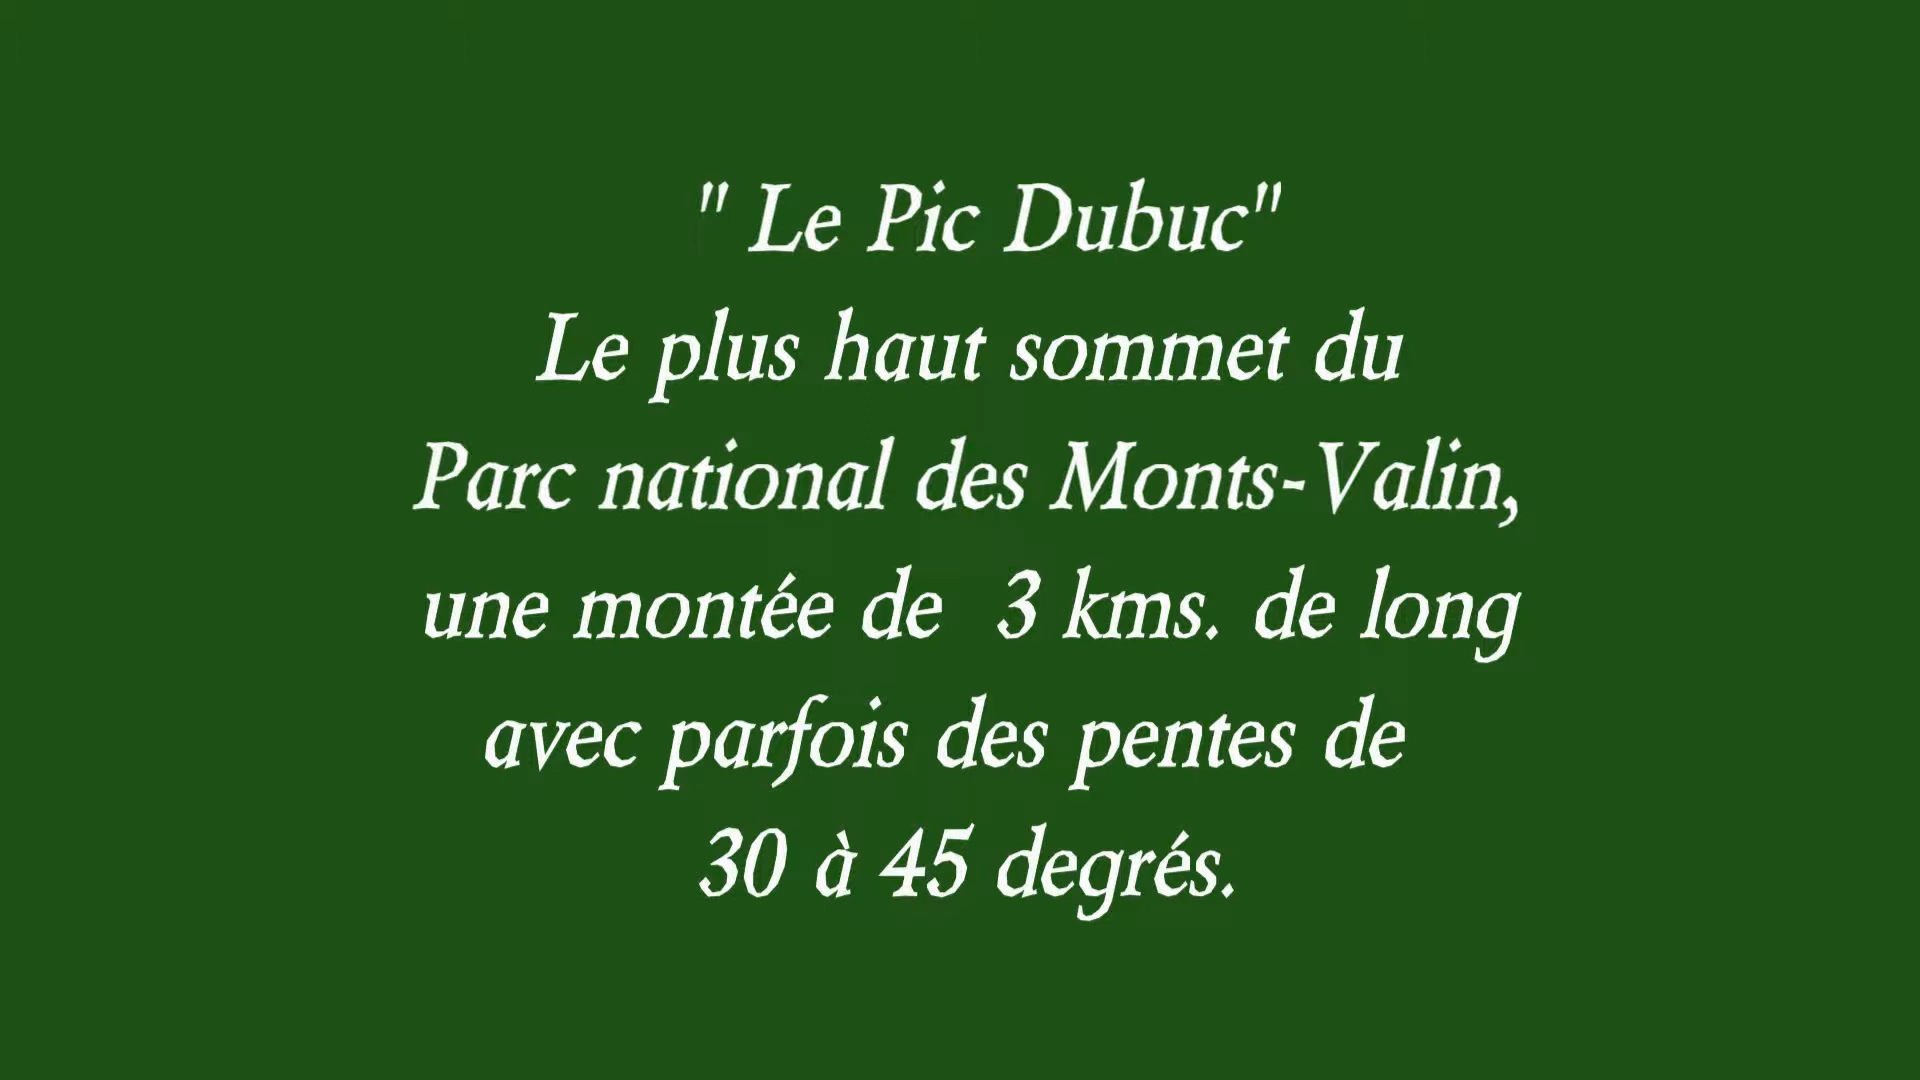 " Le Pic Dubuc"
Le plus haut sommet du
Parc national des Monts-Valin,
une montée de  3 kms. de long
avec parfois des pentes de
30 à 45 degrés.